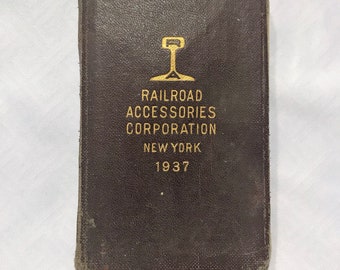 RAILROAD
ACCESSORIES
CORPORATION
NEW YORK
1937